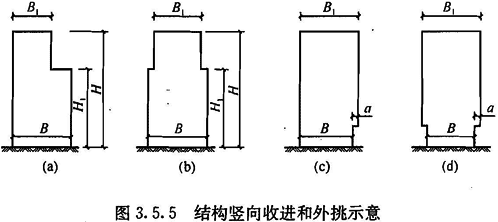 B₁ B₁ B₁ B₁
H₁ H H₁ H a a
B B B B
(a) (b) (c) (d)
图 3.5.5 结构竖向收进和外挑示意